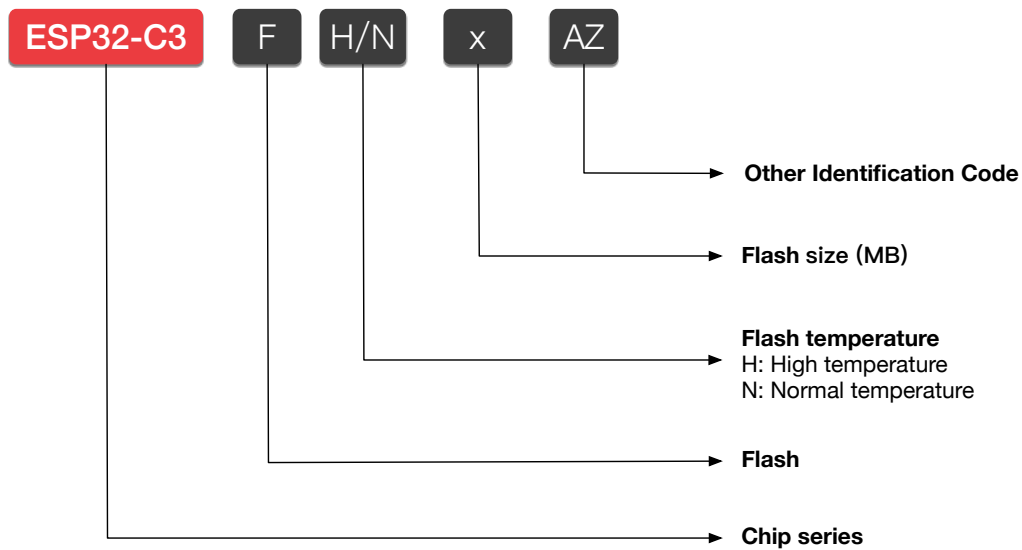 ESP32-C3 F H/N x AZ
Other Identification Code
Flash size (MB)
Flash temperature
H: High temperature
N: Normal temperature
Flash
Chip series